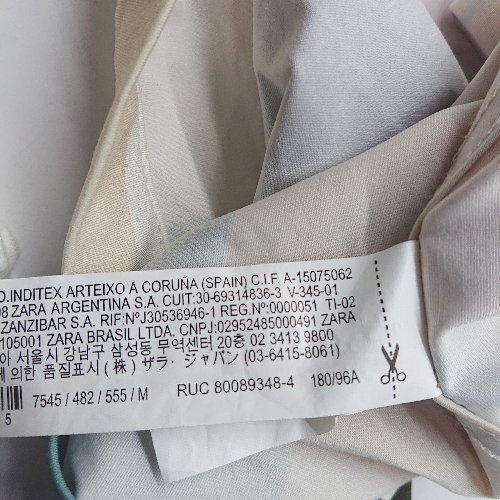 O.INDITEX ARTEIXO A CORUÑA (SPAIN) C.I.F. A-15075062
08 ZARA ARGENTINA S.A. CUIT:30-69314836-3 V-345-01
ZANZIBAR S.A. RIF:NºJ30536946-1 REG.Nº:0000051 TI-02
105001 ZARA BRASIL LTDA. CNPJ:02952485000491 ZARA
아 서울시 강남구 삼성동 무역센터 20층 02 3413 9800
에 의한 품질표시 (株) ザラ・ジャパン (03-6415-8061)
5 7545 / 482 / 555 / M RUC 80089348-4 180/96A